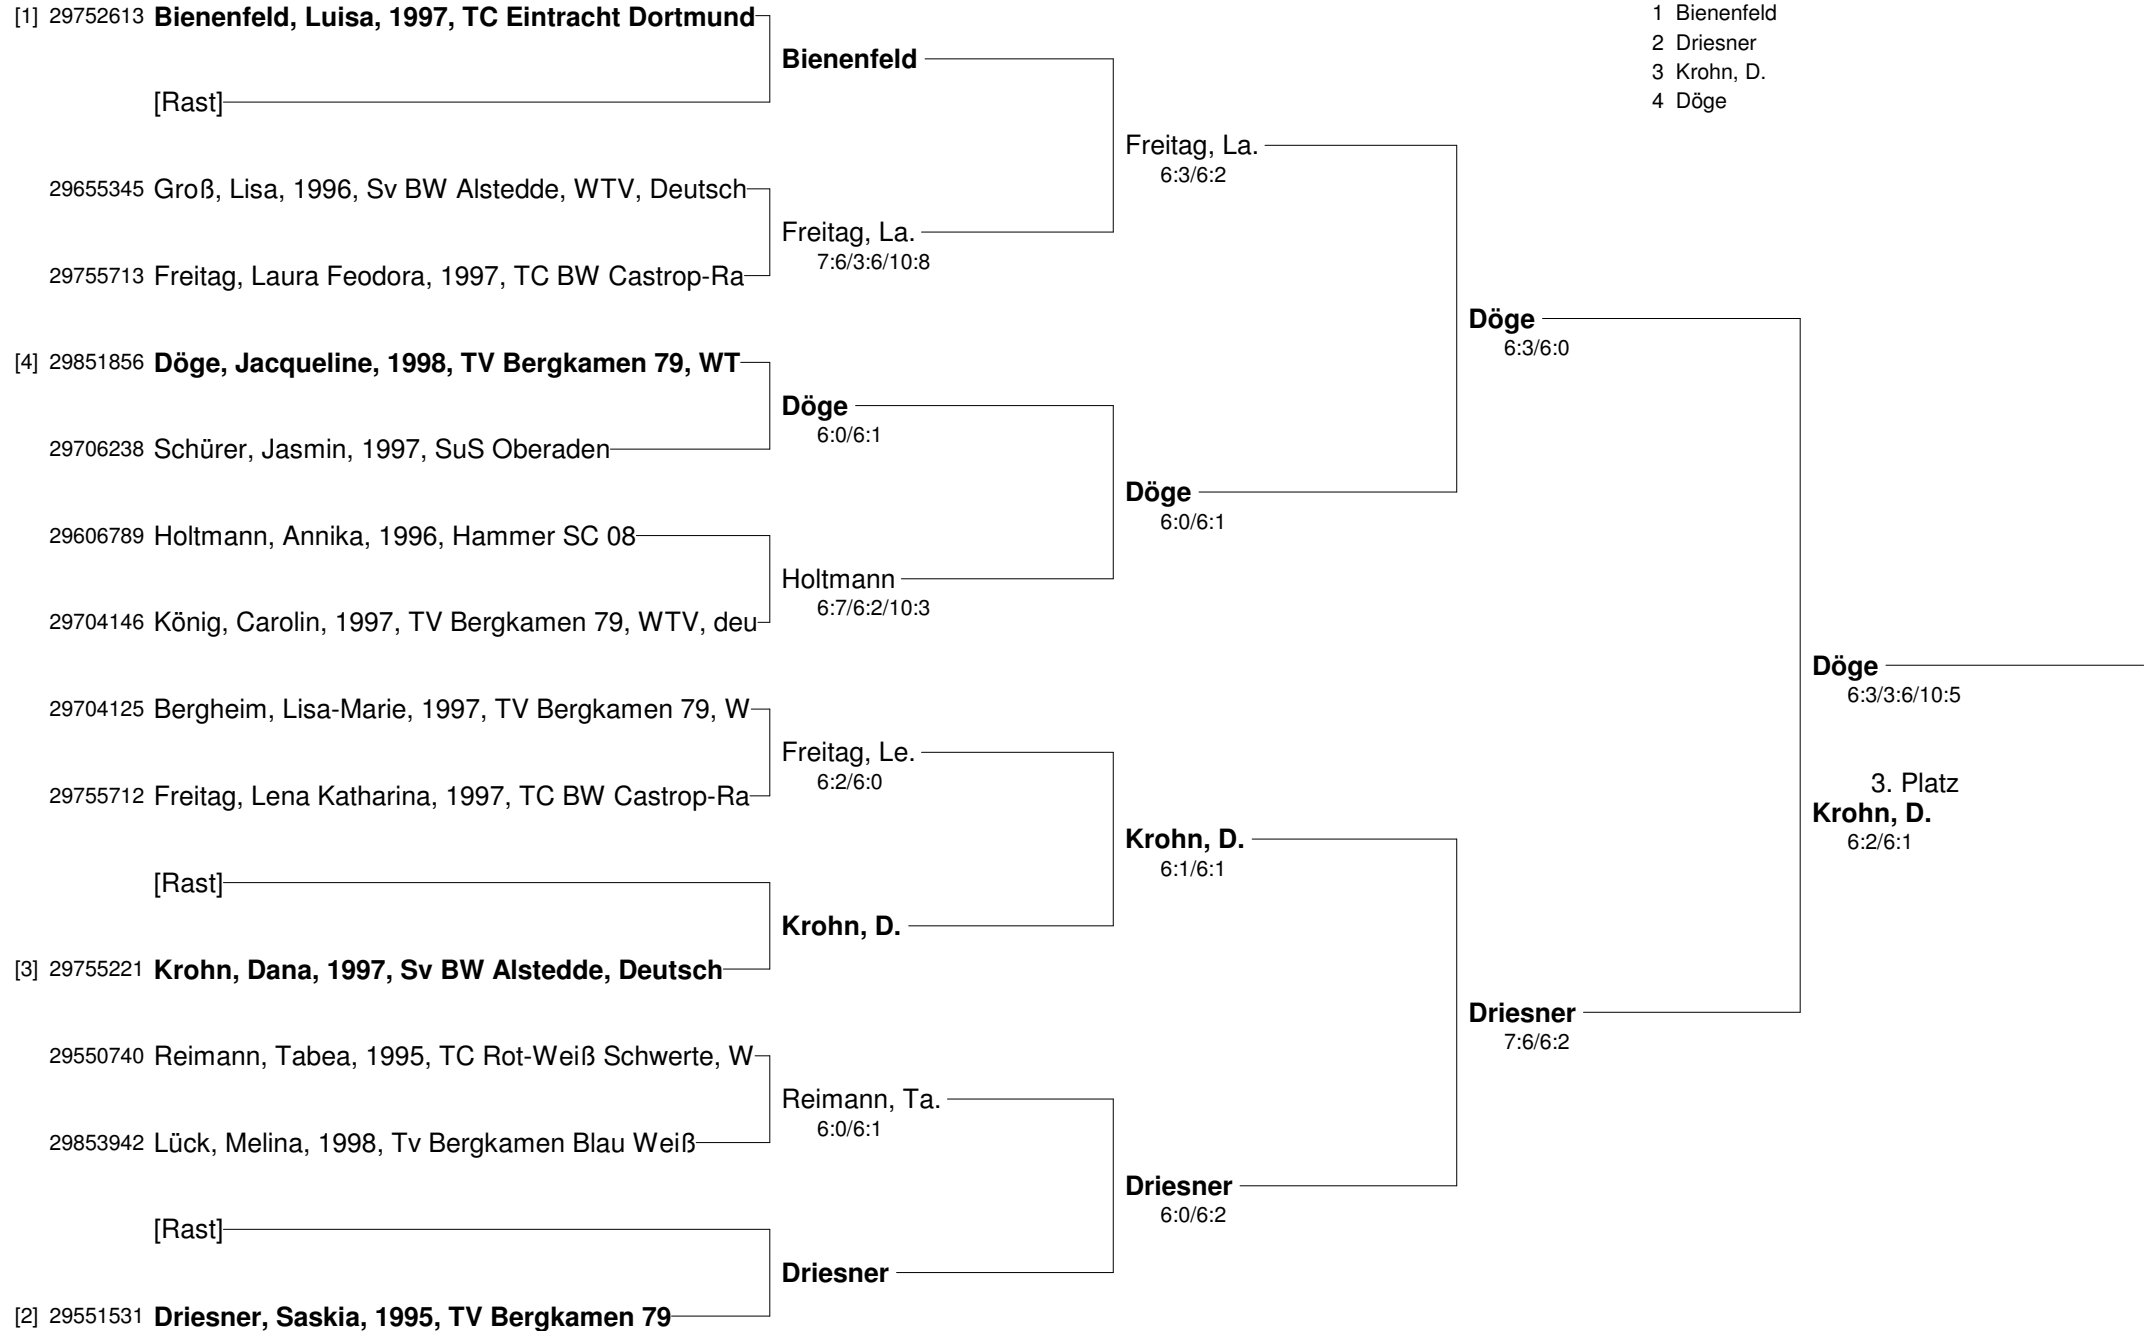 [1] 29752613 Bienenfeld, Luisa, 1997, TC Eintracht Dortmund
[Rast]
29655345 Groß, Lisa, 1996, Sv BW Alstedde, WTV, Deutsch
29755713 Freitag, Laura Feodora, 1997, TC BW Castrop-Ra
[4] 29851856 Döge, Jacqueline, 1998, TV Bergkamen 79, WT
29706238 Schürer, Jasmin, 1997, SuS Oberaden
29606789 Holtmann, Annika, 1996, Hammer SC 08
29704146 König, Carolin, 1997, TV Bergkamen 79, WTV, deu
29704125 Bergheim, Lisa-Marie, 1997, TV Bergkamen 79, W
29755712 Freitag, Lena Katharina, 1997, TC BW Castrop-Ra
[Rast]
[3] 29755221 Krohn, Dana, 1997, Sv BW Alstedde, Deutsch
29550740 Reimann, Tabea, 1995, TC Rot-Weiß Schwerte, W
29853942 Lück, Melina, 1998, Tv Bergkamen Blau Weiß
[Rast]
[2] 29551531 Driesner, Saskia, 1995, TV Bergkamen 79
Bienenfeld
Freitag, La.
7:6/3:6/10:8
Döge
6:0/6:1
Holtmann
6:7/6:2/10:3
Freitag, Le.
6:2/6:0
Krohn, D.
Reimann, Ta.
6:0/6:1
Driesner
Freitag, La.
6:3/6:2
Döge
6:0/6:1
Krohn, D.
6:1/6:1
Driesner
6:0/6:2
Döge
6:3/6:0
Driesner
7:6/6:2
Döge
6:3/3:6/10:5
3. Platz
Krohn, D.
6:2/6:1
1 Bienenfeld
2 Driesner
3 Krohn, D.
4 Döge